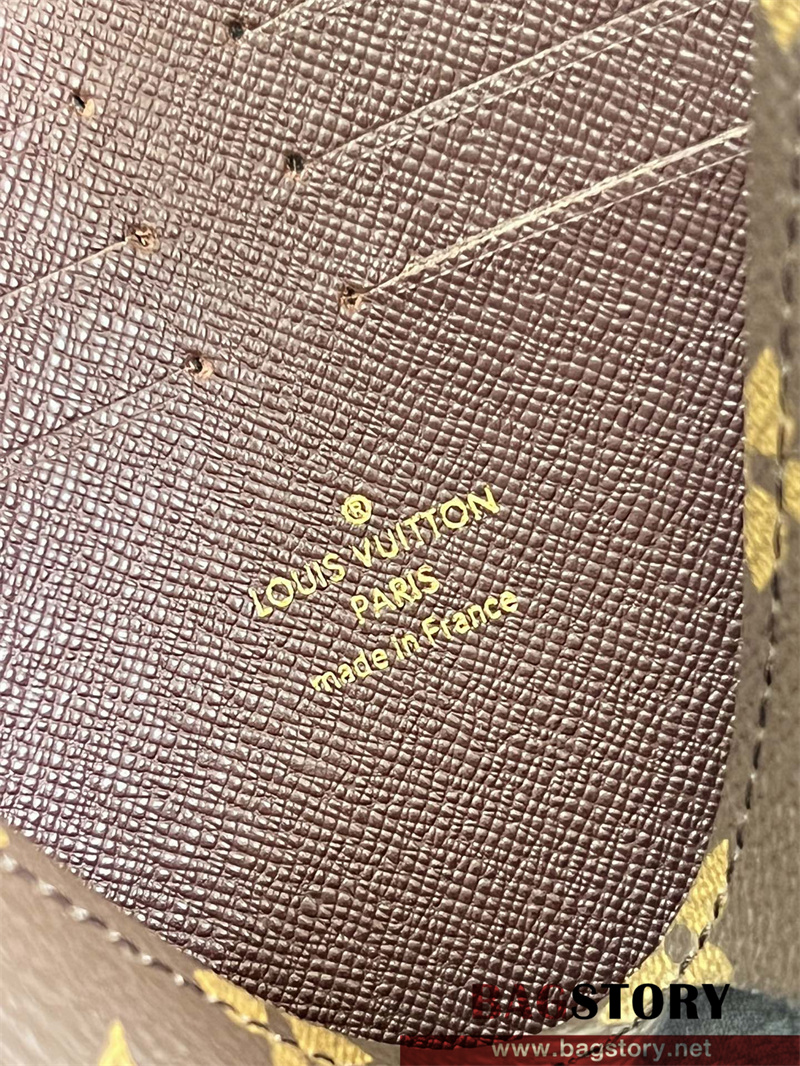 ®
LOUIS VUITTON
PARIS
made in France
BAGSTORY
www.bagstory.net